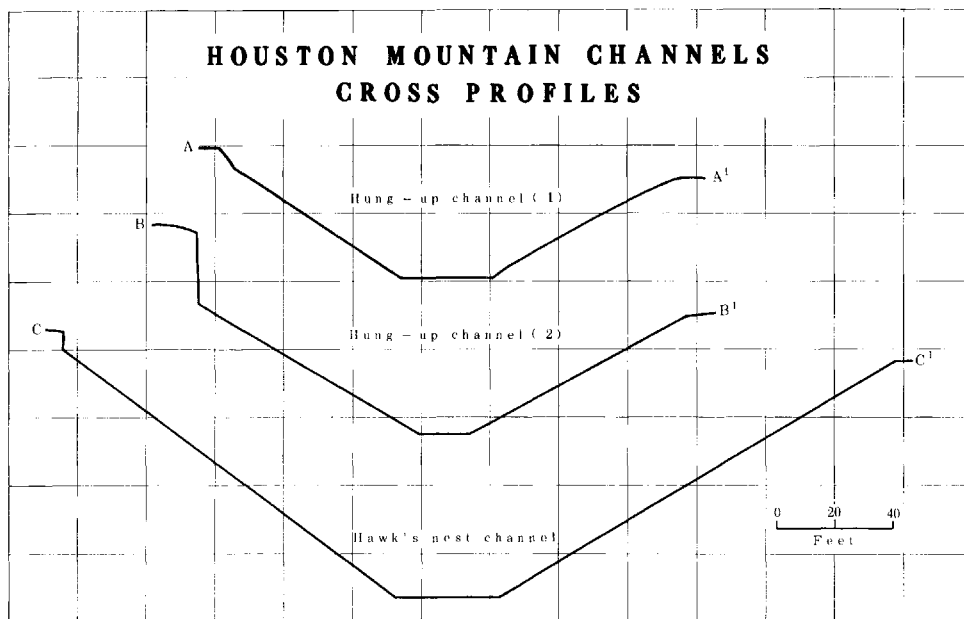 HOUSTON MOUNTAIN CHANNELS
CROSS PROFILES
A
A¹
Hung-up channel (1)
B
B¹
Hung-up channel (2)
C
C¹
Hawk's nest channel
0 20 40
Feet